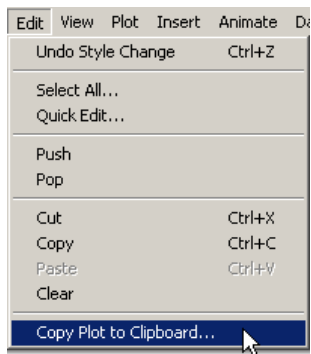 Edit View Plot Insert Animate Da
Undo Style Change Ctrl+Z
Select All...
Quick Edit...
Push
Pop
Cut Ctrl+X
Copy Ctrl+C
Paste Ctrl+V
Clear
Copy Plot to Clipboard...